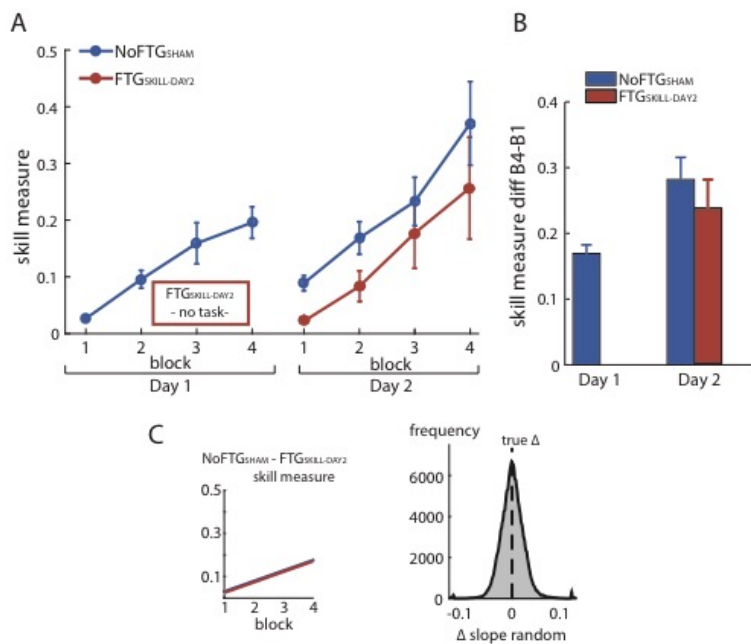 A
NoFTGSHAM
FTGSKILL-DAY2
skill measure
0.5
0.4
0.3
0.2
0.1
0
FTGSKILL-DAY2
- no task-
1 2 3 4 1 2 3 4
block block
Day 1 Day 2
B
NoFTGSHAM
FTGSKILL-DAY2
skill measure diff B4-B1
0.4
0.3
0.2
0.1
0
Day 1 Day 2
C
NoFTGSHAM - FTGSKILL-DAY2
skill measure
0.5
0.3
0.1
1 2 3 4
block
frequency
true Δ
6000
4000
2000
0
-0.1 0 0.1
Δ slope random